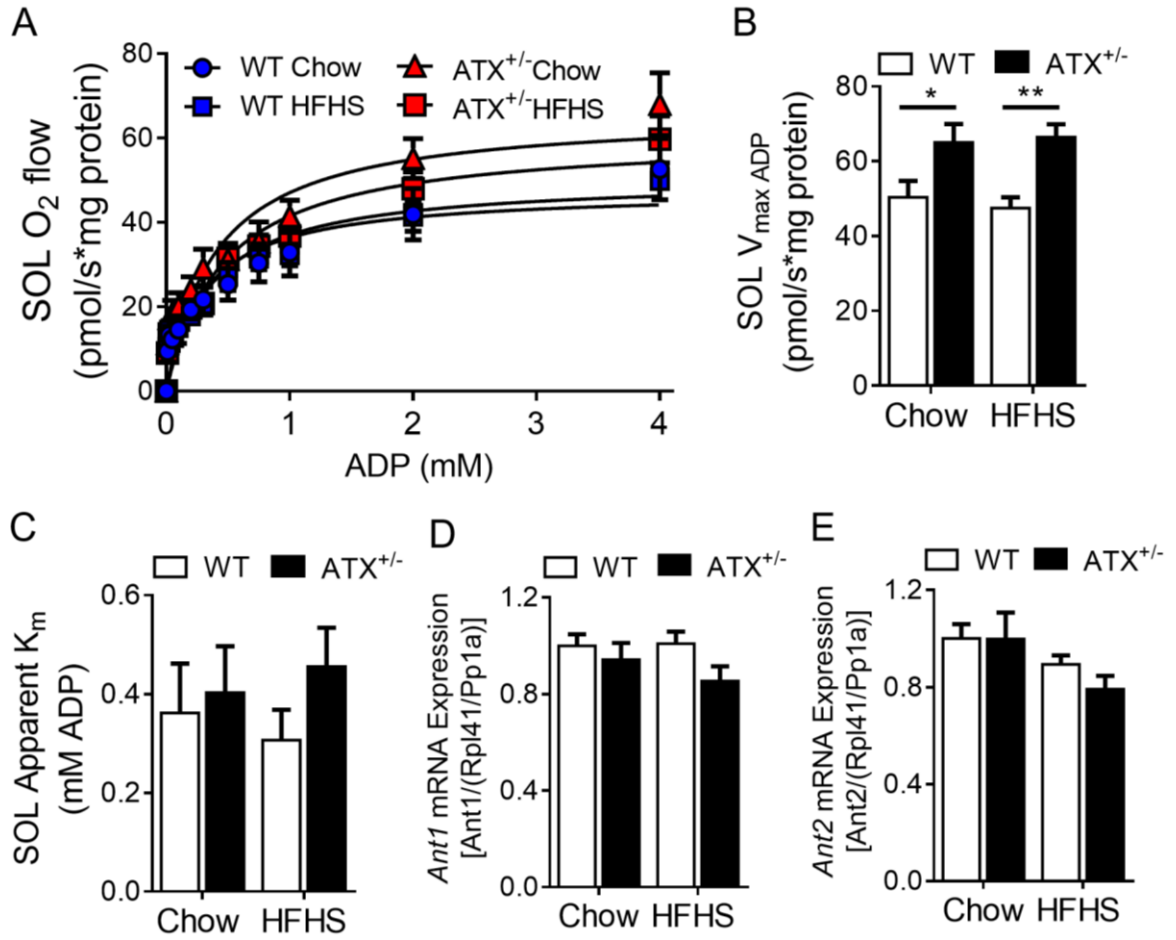 A
SOL O₂ flow
(pmol/s*mg protein)
WT Chow
ATX⁺/⁻Chow
WT HFHS
ATX⁺/⁻HFHS
80
60
40
20
0
0 1 2 3 4
ADP (mM)
B
WT ATX⁺/⁻
SOL Vmax ADP
(pmol/s*mg protein)
80
60
40
20
0
* **
Chow HFHS
C
WT ATX⁺/⁻
SOL Apparent Kₘ
(mM ADP)
0.6
0.4
0.2
0.0
Chow HFHS
D
WT ATX⁺/⁻
Ant1 mRNA Expression
[Ant1/(Rpl41/Pp1a)]
1.2
0.8
0.4
0.0
Chow HFHS
E
WT ATX⁺/⁻
Ant2 mRNA Expression
[Ant2/(Rpl41/Pp1a)]
1.2
0.8
0.4
0.0
Chow HFHS